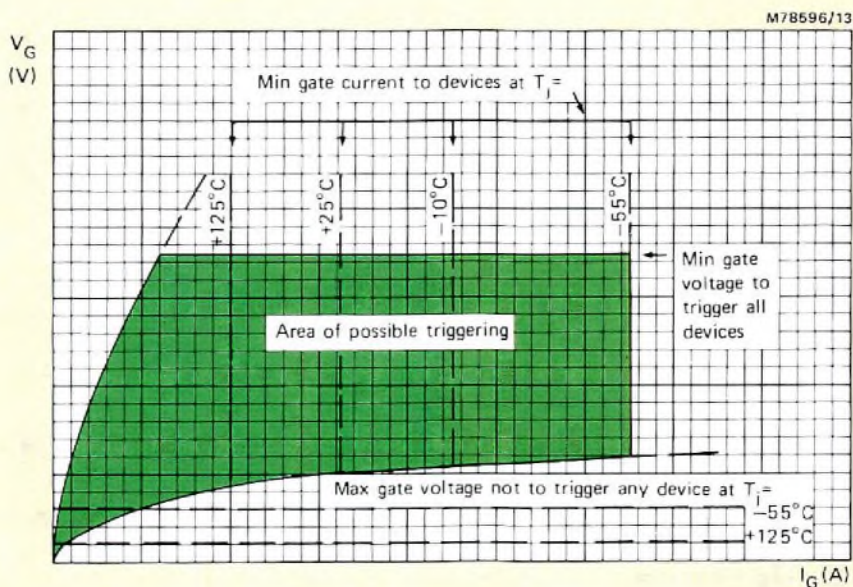 M78596/13
V_G
(V)
Min gate current to devices at T_j=
+125°C
+25°C
−10°C
−55°C
Min gate
voltage to
trigger all
devices
Area of possible triggering
Max gate voltage not to trigger any device at T_j=
−55°C
+125°C
I_G(A)